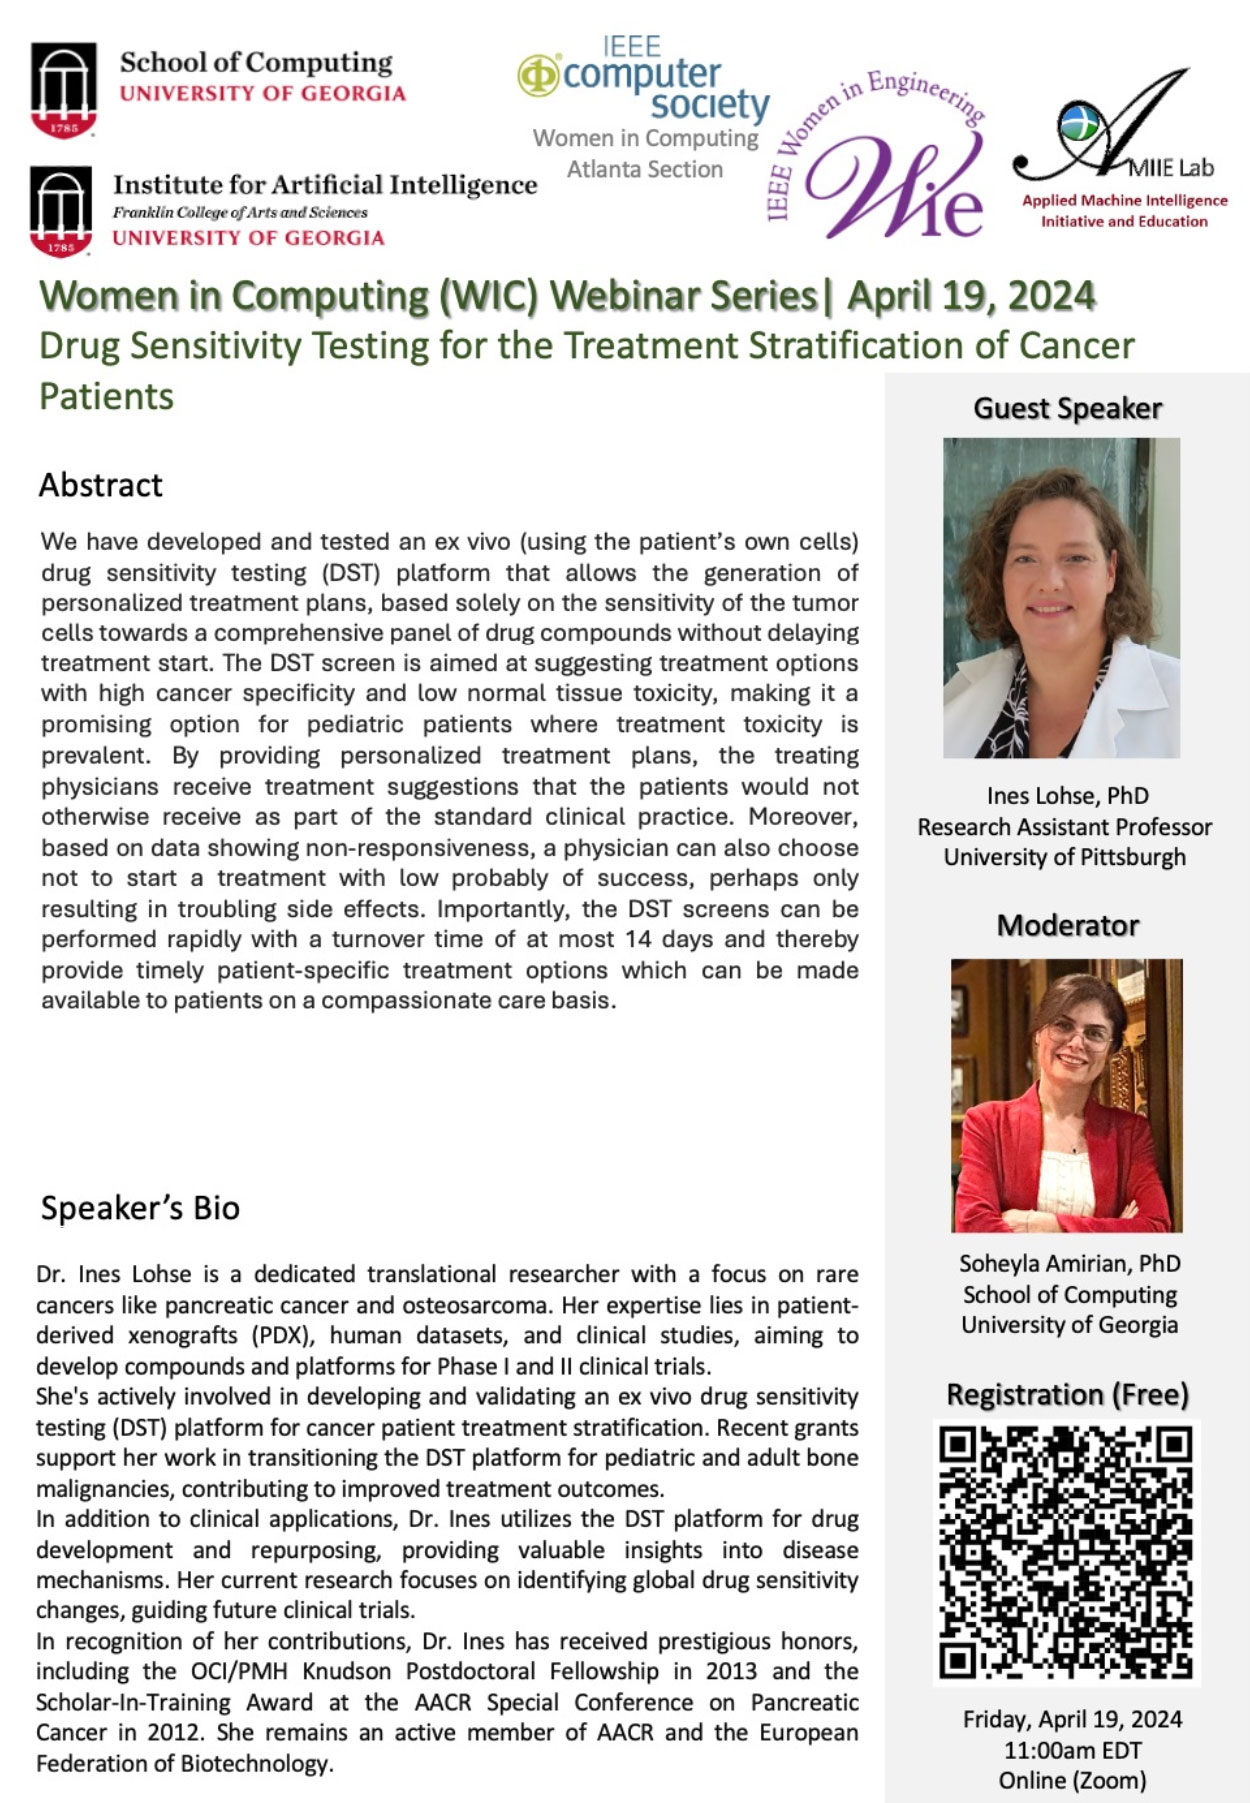 School of Computing
UNIVERSITY OF GEORGIA
1785
Institute for Artificial Intelligence
Franklin College of Arts and Sciences
UNIVERSITY OF GEORGIA
1785
IEEE
computer
society
Women in Computing
Atlanta Section
IEEE Women in Engineering
Wie
AMIIE Lab
Applied Machine Intelligence
Initiative and Education
Women in Computing (WIC) Webinar Series| April 19, 2024
Drug Sensitivity Testing for the Treatment Stratification of Cancer
Patients
Abstract
We have developed and tested an ex vivo (using the patient’s own cells)
drug sensitivity testing (DST) platform that allows the generation of
personalized treatment plans, based solely on the sensitivity of the tumor
cells towards a comprehensive panel of drug compounds without delaying
treatment start. The DST screen is aimed at suggesting treatment options
with high cancer specificity and low normal tissue toxicity, making it a
promising option for pediatric patients where treatment toxicity is
prevalent. By providing personalized treatment plans, the treating
physicians receive treatment suggestions that the patients would not
otherwise receive as part of the standard clinical practice. Moreover,
based on data showing non-responsiveness, a physician can also choose
not to start a treatment with low probably of success, perhaps only
resulting in troubling side effects. Importantly, the DST screens can be
performed rapidly with a turnover time of at most 14 days and thereby
provide timely patient-specific treatment options which can be made
available to patients on a compassionate care basis.
Speaker’s Bio
Dr. Ines Lohse is a dedicated translational researcher with a focus on rare
cancers like pancreatic cancer and osteosarcoma. Her expertise lies in patient-
derived xenografts (PDX), human datasets, and clinical studies, aiming to
develop compounds and platforms for Phase I and II clinical trials.
She's actively involved in developing and validating an ex vivo drug sensitivity
testing (DST) platform for cancer patient treatment stratification. Recent grants
support her work in transitioning the DST platform for pediatric and adult bone
malignancies, contributing to improved treatment outcomes.
In addition to clinical applications, Dr. Ines utilizes the DST platform for drug
development and repurposing, providing valuable insights into disease
mechanisms. Her current research focuses on identifying global drug sensitivity
changes, guiding future clinical trials.
In recognition of her contributions, Dr. Ines has received prestigious honors,
including the OCI/PMH Knudson Postdoctoral Fellowship in 2013 and the
Scholar-In-Training Award at the AACR Special Conference on Pancreatic
Cancer in 2012. She remains an active member of AACR and the European
Federation of Biotechnology.
Guest Speaker
Ines Lohse, PhD
Research Assistant Professor
University of Pittsburgh
Moderator
Soheyla Amirian, PhD
School of Computing
University of Georgia
Registration (Free)
Friday, April 19, 2024
11:00am EDT
Online (Zoom)